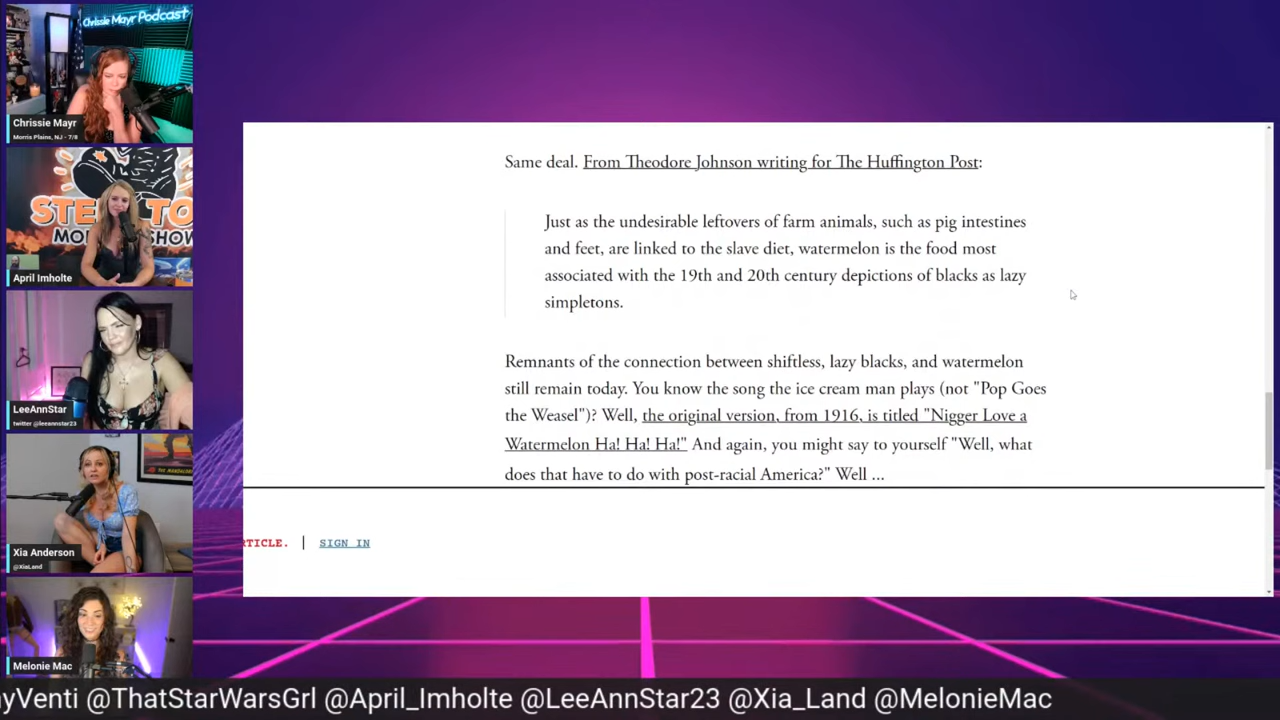 Chrissie Mayr Podcast
Chrissie Mayr
Morris Plains, NJ - 7/8
April Imholte
LeeAnnStar
twitter @leeannstar23
Xia Anderson
@XiaLand
Melonie Mac
Same deal. From Theodore Johnson writing for The Huffington Post:
Just as the undesirable leftovers of farm animals, such as pig intestines
and feet, are linked to the slave diet, watermelon is the food most
associated with the 19th and 20th century depictions of blacks as lazy
simpletons.
Remnants of the connection between shiftless, lazy blacks, and watermelon
still remain today. You know the song the ice cream man plays (not "Pop Goes
the Weasel")? Well, the original version, from 1916, is titled "Nigger Love a
Watermelon Ha! Ha! Ha!" And again, you might say to yourself "Well, what
does that have to do with post-racial America?" Well ...
RTICLE. | SIGN IN
yVenti @ThatStarWarsGrl @April_Imholte @LeeAnnStar23 @Xia_Land @MelonieMac